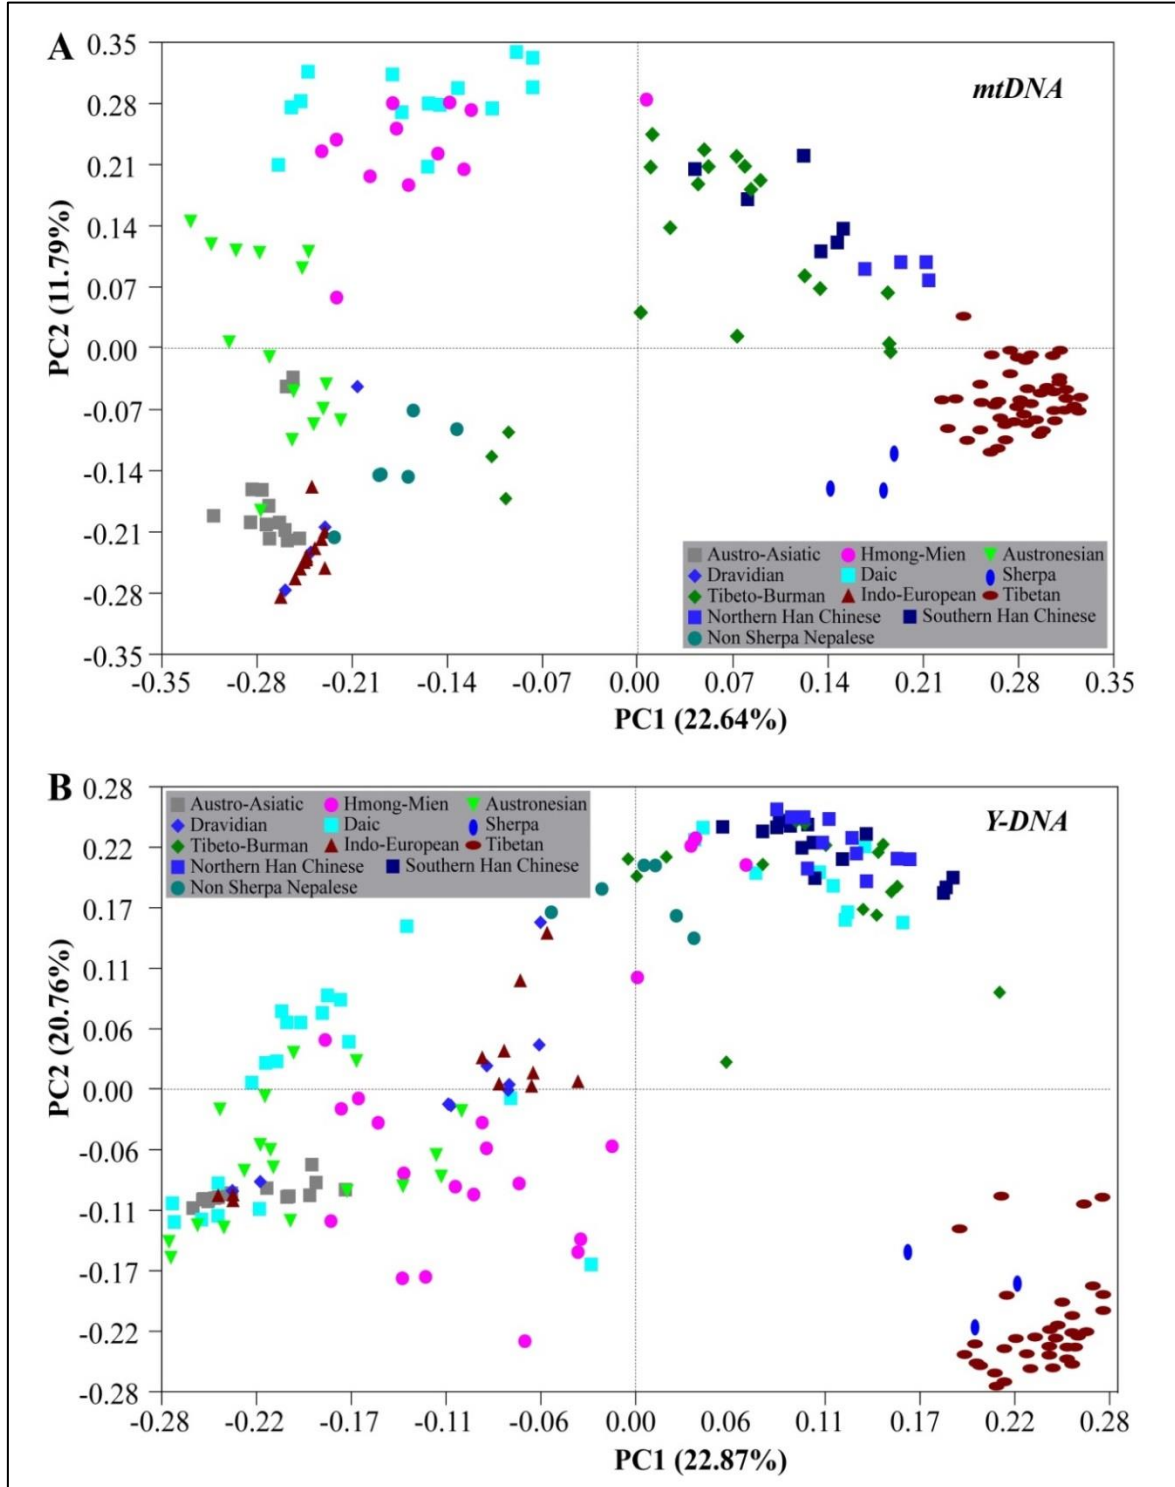 A
mtDNA
0.35
0.28
0.21
0.14
0.07
0.00
-0.07
-0.14
-0.21
-0.28
-0.35
PC2 (11.79%)
Austro-Asiatic Hmong-Mien Austronesian
Dravidian Daic Sherpa
Tibeto-Burman Indo-European Tibetan
Northern Han Chinese Southern Han Chinese
Non Sherpa Nepalese
-0.35 -0.28 -0.21 -0.14 -0.07 0.00 0.07 0.14 0.21 0.28 0.35
PC1 (22.64%)
B
Y-DNA
0.28
0.22
0.17
0.11
0.06
0.00
-0.06
-0.11
-0.17
-0.22
-0.28
PC2 (20.76%)
Austro-Asiatic Hmong-Mien Austronesian
Dravidian Daic Sherpa
Tibeto-Burman Indo-European Tibetan
Northern Han Chinese Southern Han Chinese
Non Sherpa Nepalese
-0.28 -0.22 -0.17 -0.11 -0.06 0.00 0.06 0.11 0.17 0.22 0.28
PC1 (22.87%)